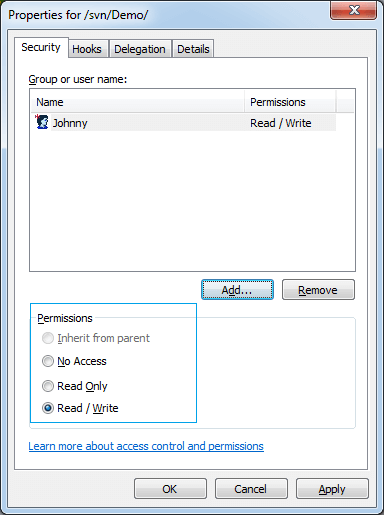 Properties for /svn/Demo/
Security Hooks Delegation Details
Group or user name:
Name Permissions
Johnny Read / Write
Add... Remove
Permissions
Inherit from parent
No Access
Read Only
Read / Write
Learn more about access control and permissions
OK Cancel Apply